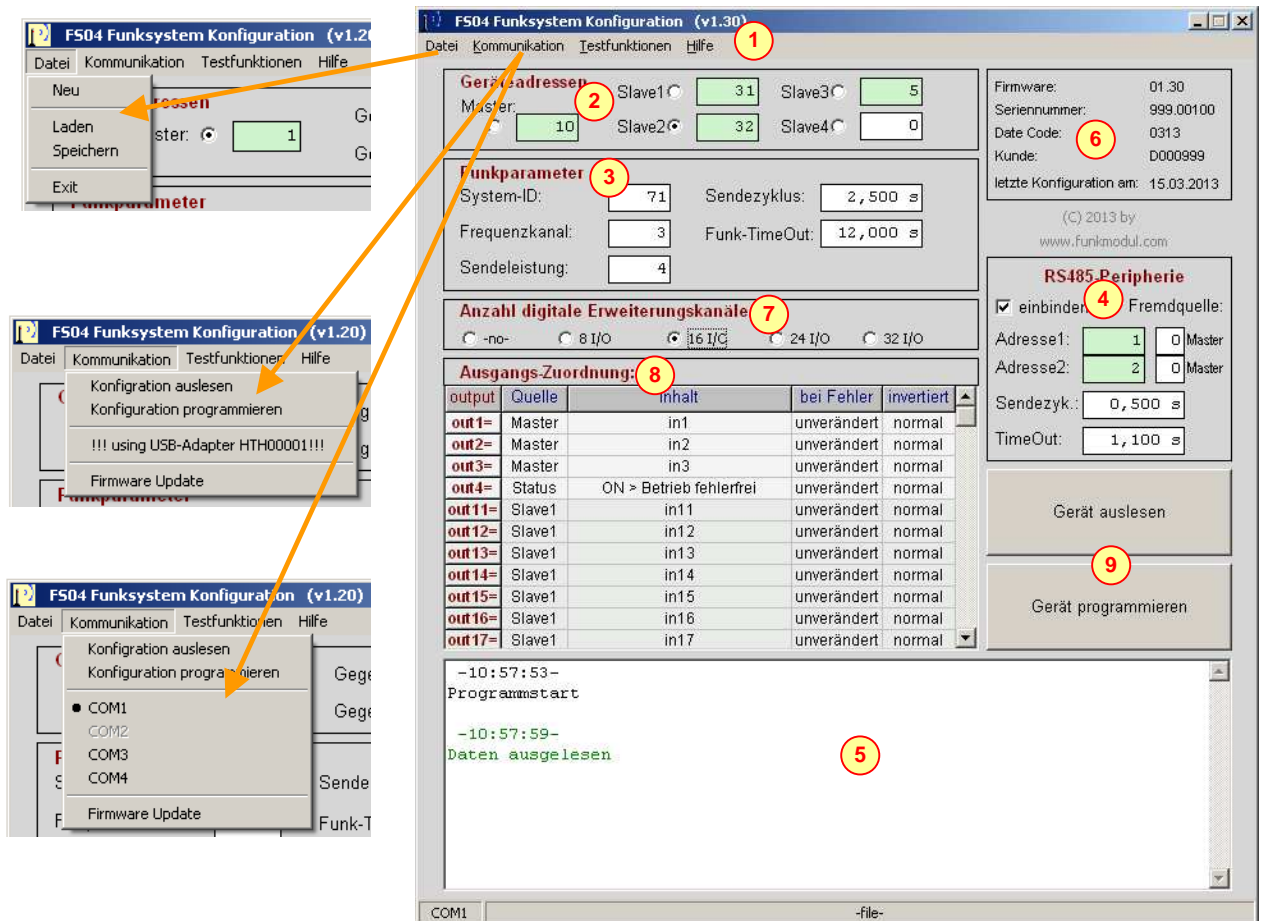 FS04 Funksystem Konfiguration (v1.20
Datei Kommunikation Testfunktionen Hilfe
Neu
Laden
Speichern
Exit
ressen
ster: 1
Ge
Ge
Funkparameter
FS04 Funksystem Konfiguration (v1.20)
Datei Kommunikation Testfunktionen Hilfe
Konfigration auslesen
Konfiguration programmieren
!!! using USB-Adapter HTH00001!!!
Firmware Update
Funkparameter
FS04 Funksystem Konfiguration (v1.20)
Datei Kommunikation Testfunktionen Hilfe
Konfigration auslesen
Konfiguration programmieren
COM1
COM2
COM3
COM4
Firmware Update
Gege
Gege
Sende
Funk-T
FS04 Funksystem Konfiguration (v1.30)
Datei Kommunikation Testfunktionen Hilfe
1
Geräteadressen
2
Master: 10
Slave1 31
Slave3 5
Slave2 32
Slave4 0
Funkparameter
3
System-ID: 71
Sendezyklus: 2,500 s
Frequenzkanal: 3
Funk-TimeOut: 12,000 s
Sendeleistung: 4
Anzahl digitale Erweiterungskanäle
7
-no- 8 I/O 16 I/O 24 I/O 32 I/O
Ausgangs-Zuordnung:
8
output Quelle Inhalt bei Fehler invertiert
out1= Master in1 unverändert normal
out2= Master in2 unverändert normal
out3= Master in3 unverändert normal
out4= Status ON > Betrieb fehlerfrei unverändert normal
out11= Slave1 in11 unverändert normal
out12= Slave1 in12 unverändert normal
out13= Slave1 in13 unverändert normal
out14= Slave1 in14 unverändert normal
out15= Slave1 in15 unverändert normal
out16= Slave1 in16 unverändert normal
out17= Slave1 in17 unverändert normal
Firmware: 01.30
Seriennummer: 999.00100
Date Code: 0313
6
Kunde: D000999
letzte Konfiguration am: 15.03.2013
(C) 2013 by
www.funkmodul.com
RS485-Peripherie
4
einbinden Fremdquelle:
Adresse1: 1 0 Master
Adresse2: 2 0 Master
Sendezyk.: 0,500 s
TimeOut: 1,100 s
Gerät auslesen
9
Gerät programmieren
-10:57:53-
Programmstart
-10:57:59-
Daten ausgelesen
5
COM1 -file-